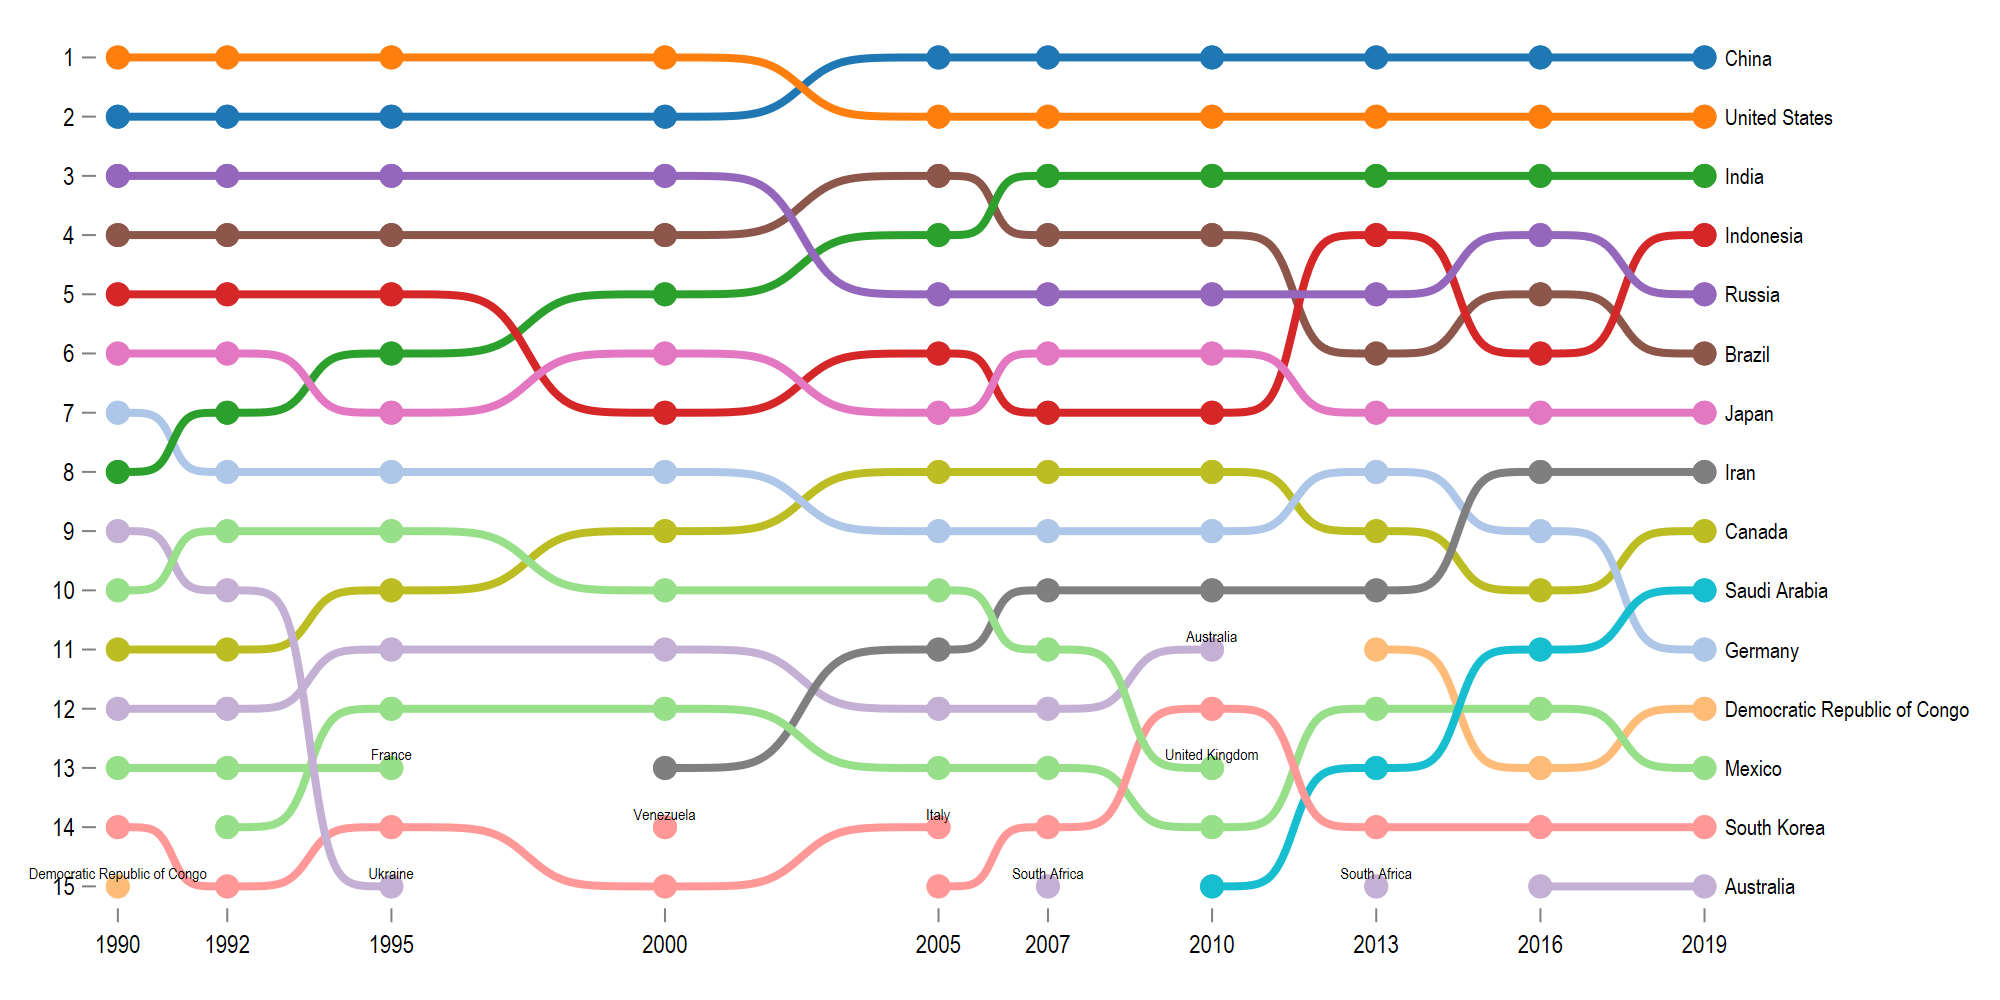 1
China
2
United States
3
India
4
Indonesia
5
Russia
6
Brazil
7
Japan
8
Iran
9
Canada
10
Saudi Arabia
11
Australia
Germany
12
Democratic Republic of Congo
13
France
United Kingdom
Mexico
14
Venezuela
Italy
South Korea
15
Democratic Republic of Congo
Ukraine
South Africa
South Africa
Australia
1990 1992 1995 2000 2005 2007 2010 2013 2016 2019